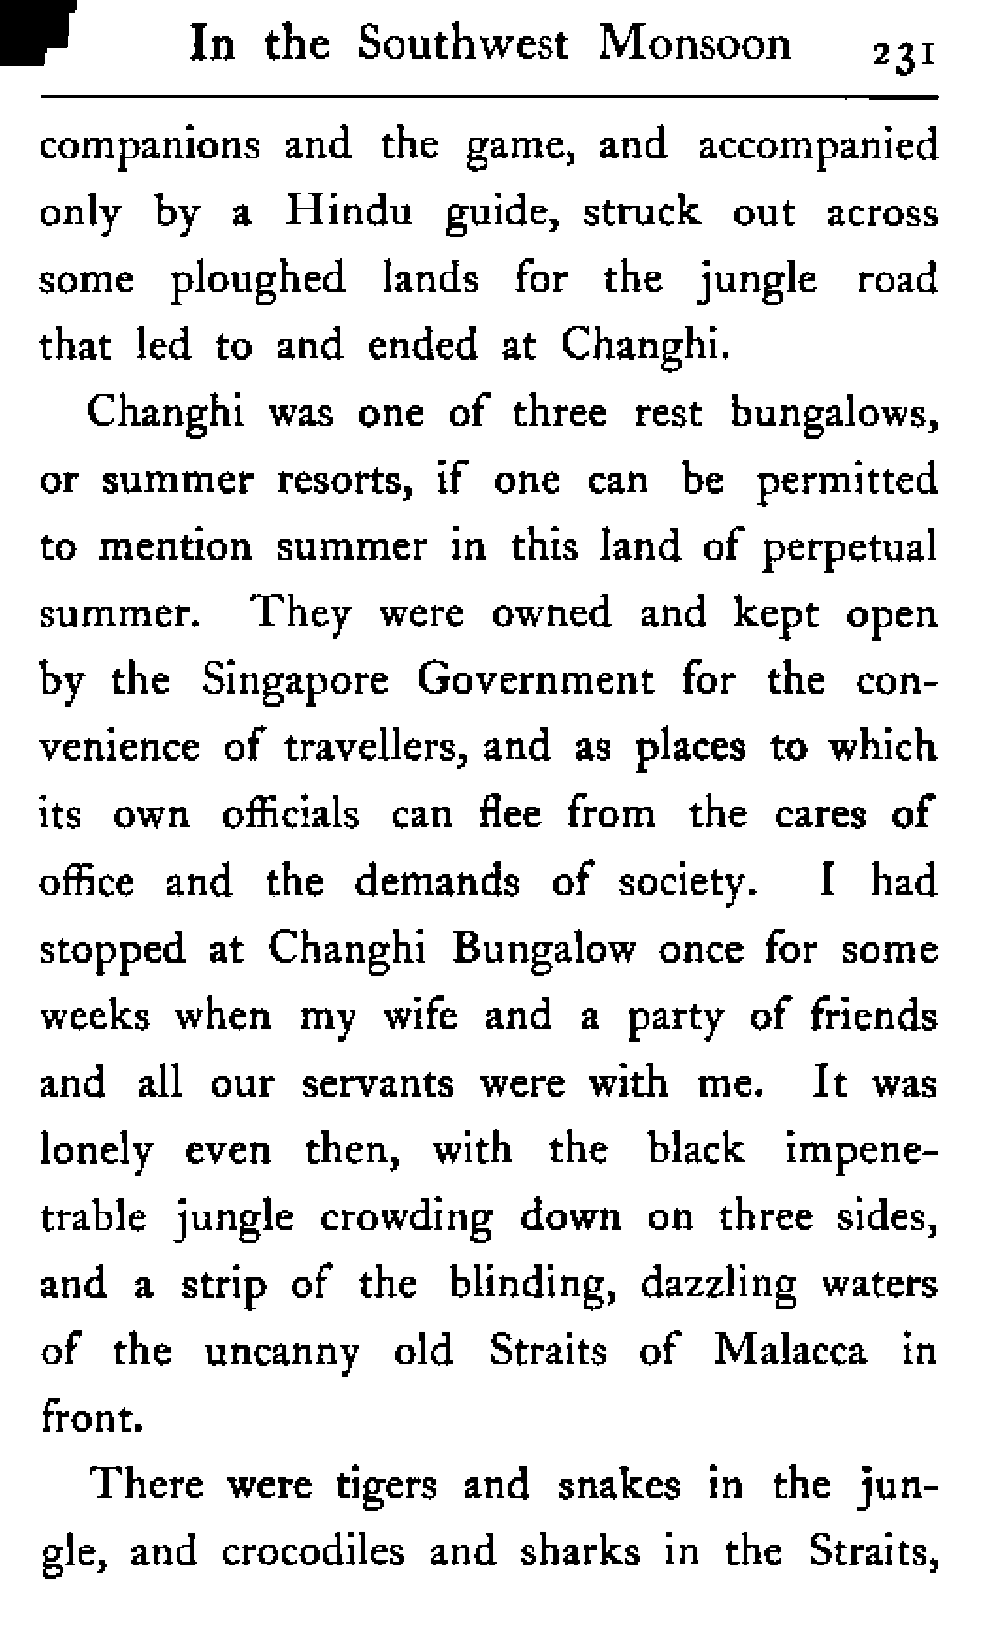 In the Southwest Monsoon 231
companions and the game, and accompanied
only by a Hindu guide, struck out across
some ploughed lands for the jungle road
that led to and ended at Changhi.
Changhi was one of three rest bungalows,
or summer resorts, if one can be permitted
to mention summer in this land of perpetual
summer. They were owned and kept open
by the Singapore Government for the con-
venience of travellers, and as places to which
its own officials can flee from the cares of
office and the demands of society. I had
stopped at Changhi Bungalow once for some
weeks when my wife and a party of friends
and all our servants were with me. It was
lonely even then, with the black impene-
trable jungle crowding down on three sides,
and a strip of the blinding, dazzling waters
of the uncanny old Straits of Malacca in
front.
There were tigers and snakes in the jun-
gle, and crocodiles and sharks in the Straits,